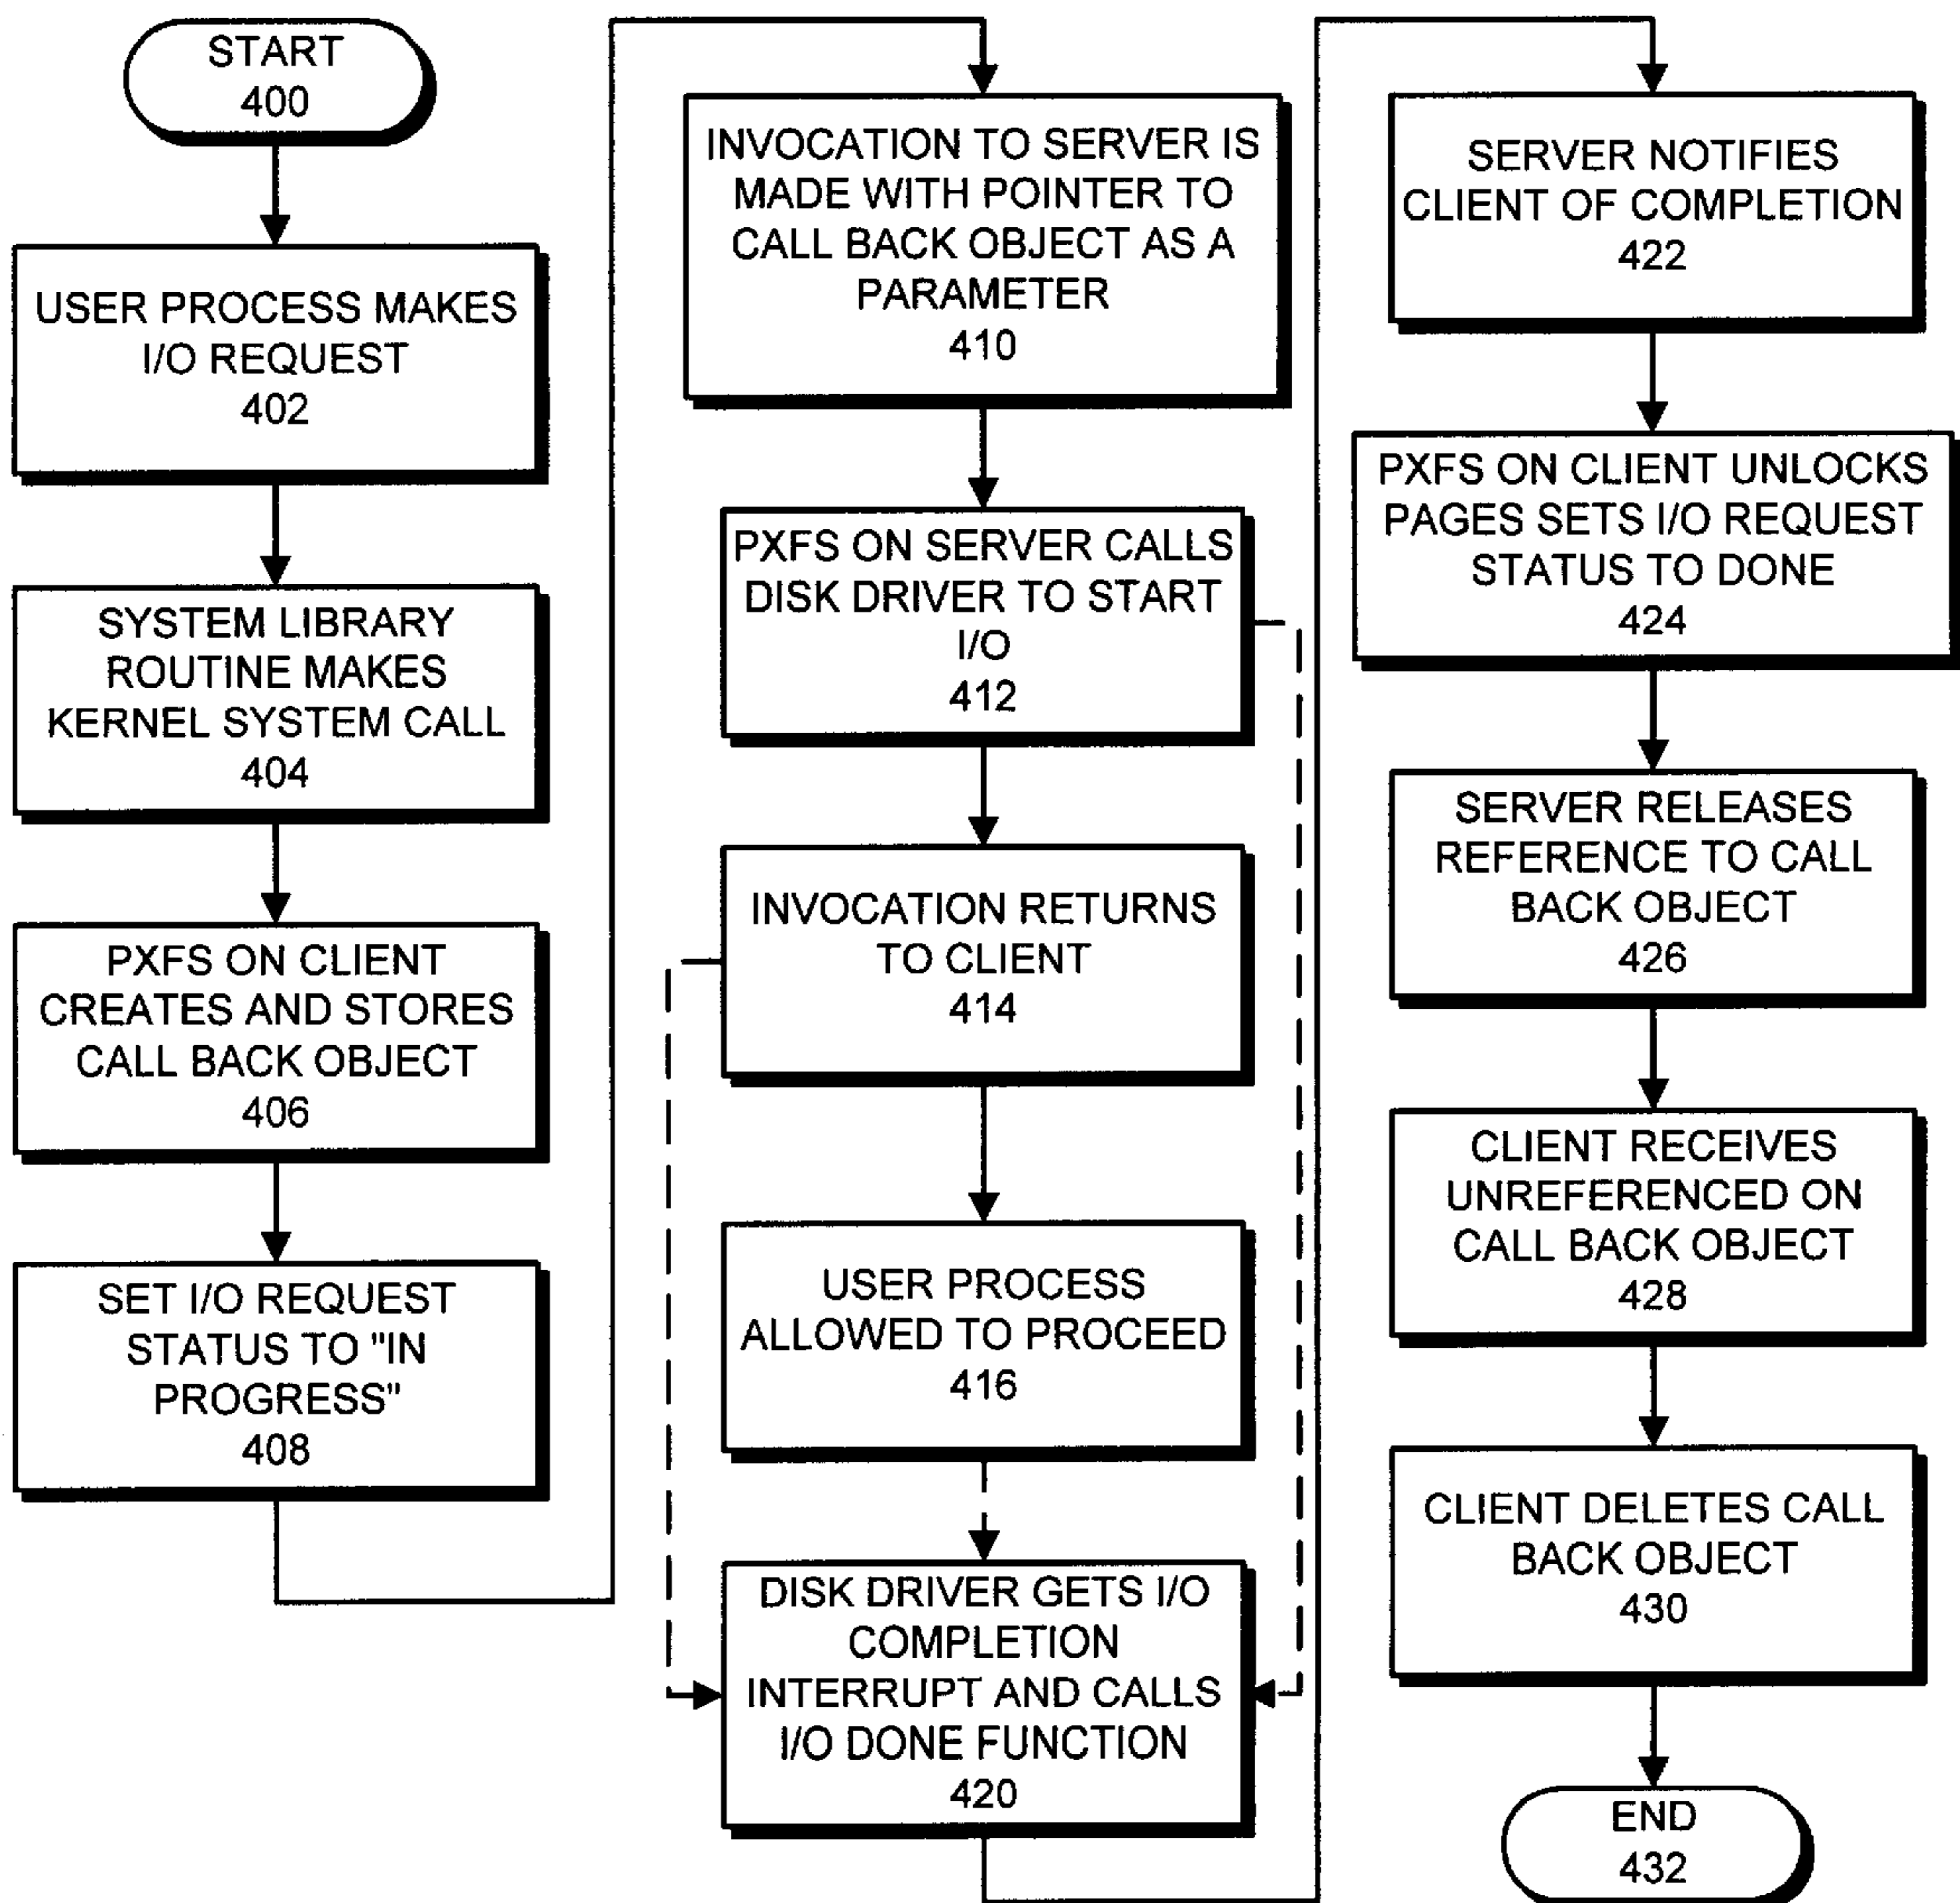 START
400
USER PROCESS MAKES
I/O REQUEST
402
SYSTEM LIBRARY
ROUTINE MAKES
KERNEL SYSTEM CALL
404
PXFS ON CLIENT
CREATES AND STORES
CALL BACK OBJECT
406
SET I/O REQUEST
STATUS TO "IN
PROGRESS"
408
INVOCATION TO SERVER IS
MADE WITH POINTER TO
CALL BACK OBJECT AS A
PARAMETER
410
PXFS ON SERVER CALLS
DISK DRIVER TO START
I/O
412
INVOCATION RETURNS
TO CLIENT
414
USER PROCESS
ALLOWED TO PROCEED
416
DISK DRIVER GETS I/O
COMPLETION
INTERRUPT AND CALLS
I/O DONE FUNCTION
420
SERVER NOTIFIES
CLIENT OF COMPLETION
422
PXFS ON CLIENT UNLOCKS
PAGES SETS I/O REQUEST
STATUS TO DONE
424
SERVER RELEASES
REFERENCE TO CALL
BACK OBJECT
426
CLIENT RECEIVES
UNREFERENCED ON
CALL BACK OBJECT
428
CLIENT DELETES CALL
BACK OBJECT
430
END
432